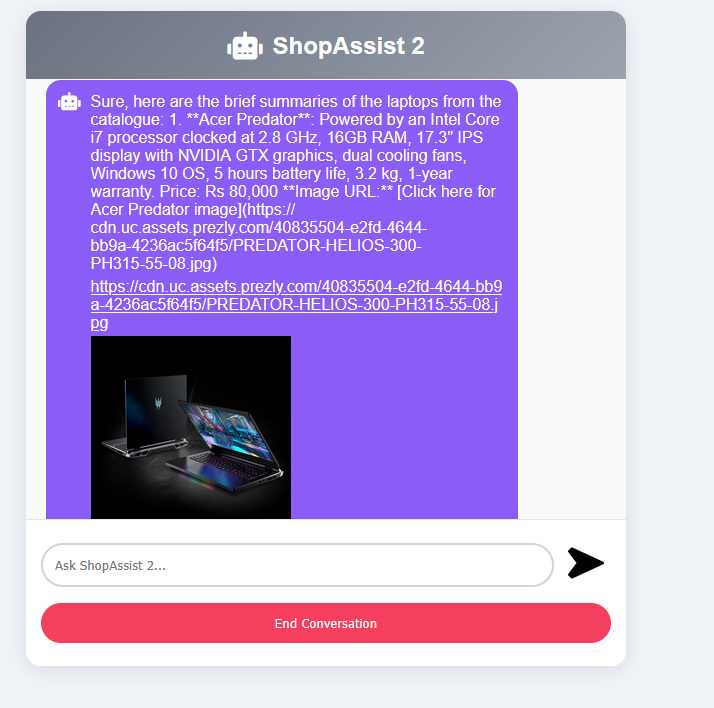 ShopAssist 2
Sure, here are the brief summaries of the laptops from the
catalogue: 1. **Acer Predator**: Powered by an Intel Core
i7 processor clocked at 2.8 GHz, 16GB RAM, 17.3" IPS
display with NVIDIA GTX graphics, dual cooling fans,
Windows 10 OS, 5 hours battery life, 3.2 kg, 1-year
warranty. Price: Rs 80,000 **Image URL:** [Click here for
Acer Predator image](https://
cdn.uc.assets.prezly.com/40835504-e2fd-4644-
bb9a-4236ac5f64f5/PREDATOR-HELIOS-300-
PH315-55-08.jpg)
https://cdn.uc.assets.prezly.com/40835504-e2fd-4644-bb9
a-4236ac5f64f5/PREDATOR-HELIOS-300-PH315-55-08.j
pg
Ask ShopAssist 2...
End Conversation